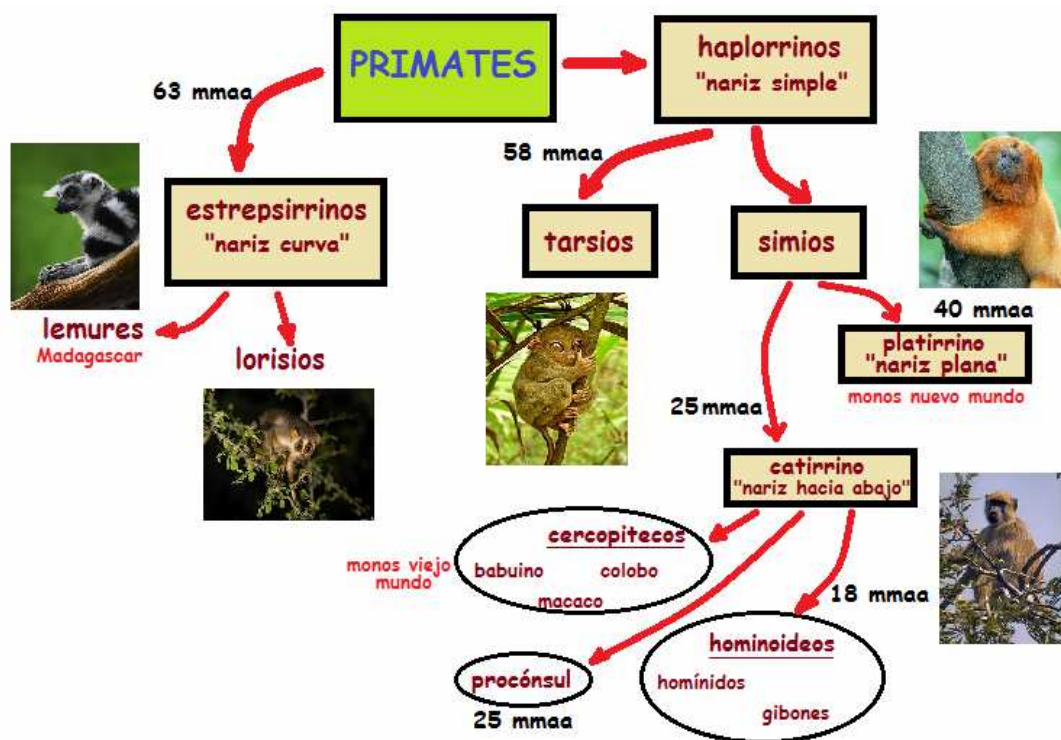 PRIMATES
haplorrinos
"nariz simple"
63 mmaa
58 mmaa
estrepsirrinos
"nariz curva"
tarsios
simios
lemures
Madagascar
lorisios
40 mmaa
platirrino
"nariz plana"
monos nuevo mundo
25 mmaa
catirrino
"nariz hacia abajo"
cercopitecos
monos viejo
mundo
babuino
colobo
macaco
18 mmaa
hominoideos
homínidos
gibones
procónsul
25 mmaa